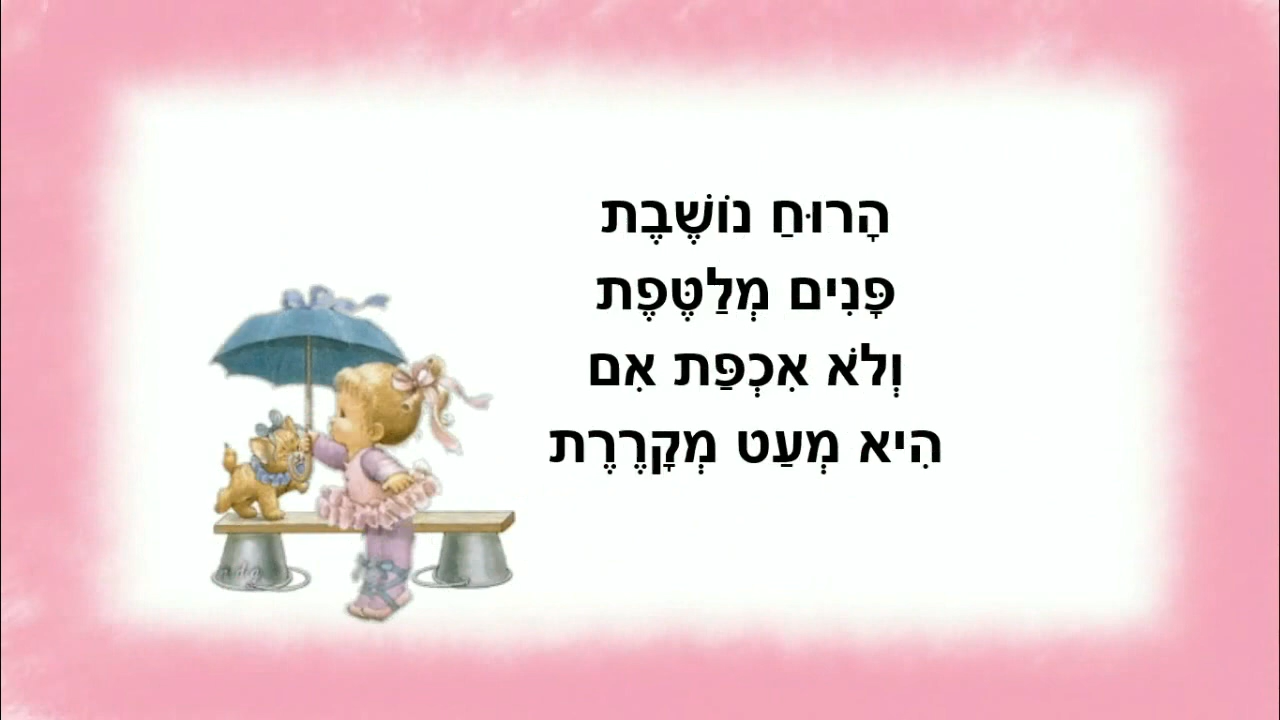 הָרוּחַ נוֹשֶׁבֶת
פָּנִים מְלַטֶּפֶת
וְלֹא אִכְפַּת אִם
הִיא מְעַט מְקָרֶרֶת